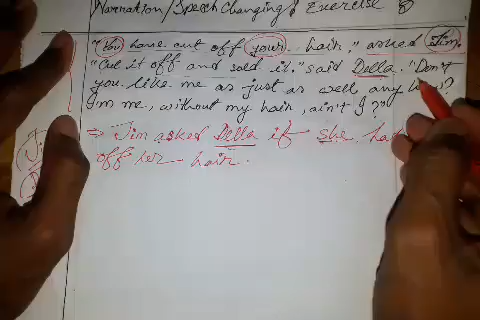 Narration/Speech Changing: Exercise 8
"You have cut off your hair," asked Jim.
"Cut it off and sold it," said Della. "Don't
you like me as just as well any how?
I'm me, without my hair, ain't I?"
⇒ Jim asked Della if she had
off her hair.